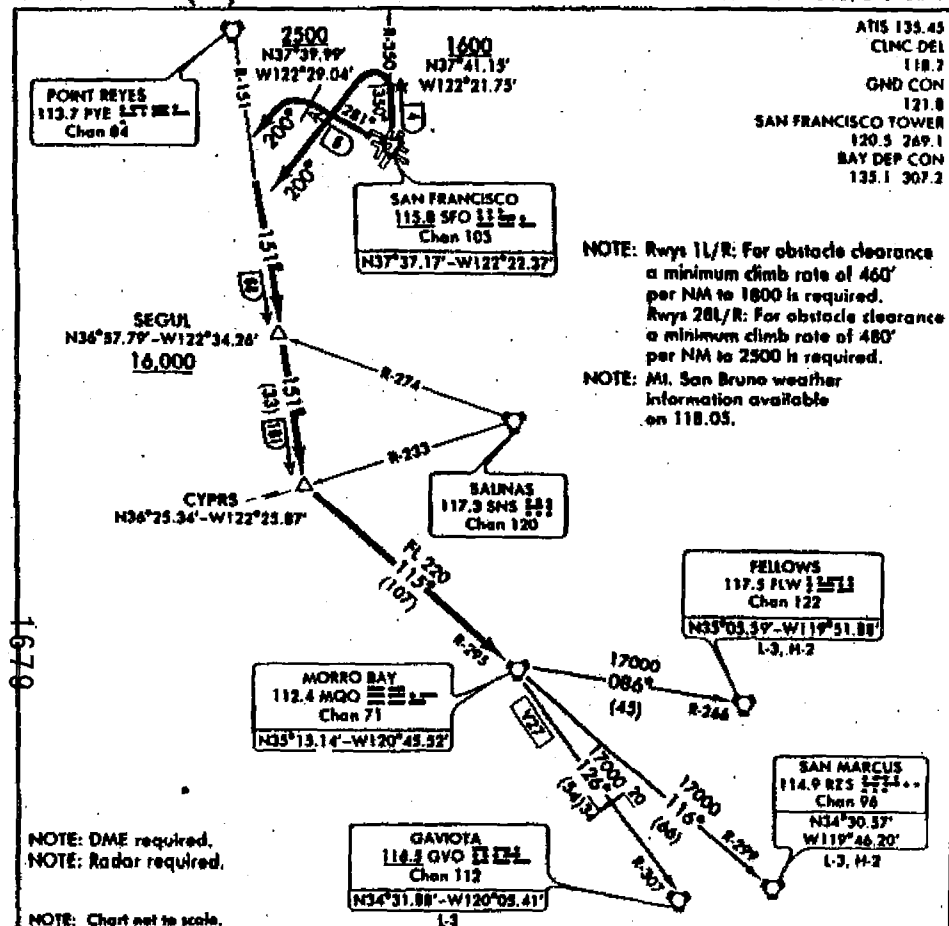 ATIS 135.45
CLNC DEL
118.2
GND CON
121.8
SAN FRANCISCO TOWER
120.5 269.1
BAY DEP CON
135.1 307.2
2500
N37°39.99'
W122°29.04'
1600
N37°41.15'
W122°21.75'
R-350
350°
4
281°
6
200°
200°
POINT REYES
113.7 PYE
Chan 84
R-151
SAN FRANCISCO
115.8 SFO
Chan 105
N37°37.17'-W122°22.37'
NOTE: Rwys 1L/R: For obstacle clearance
a minimum climb rate of 460'
per NM to 1800 is required.
Rwys 28L/R: For obstacle clearance
a minimum climb rate of 480'
per NM to 2500 is required.
NOTE: Mt. San Bruno weather
information available
on 118.05.
151°
SEGUL
N36°57.79'-W122°34.26'
16,000
R-274
151°
(33)
R-233
SALINAS
117.3 SNS
Chan 120
CYPRS
N36°25.34'-W122°25.87'
FL 220
115°
(107)
R-295
FELLOWS
117.5 FLW
Chan 122
N35°05.59'-W119°51.88'
L-3, H-2
1679
MORRO BAY
112.4 MQO
Chan 71
N35°15.14'-W120°45.52'
17000
086°
(45)
R-266
V27
17000 20
126°
(54)34
R-307
17000
116°
(66)
R-299
SAN MARCUS
114.9 RZS
Chan 96
N34°30.57'
W119°46.20'
L-3, H-2
GAVIOTA
GVO
Chan 112
N34°31.88'-W120°05.41'
L-3
NOTE: DME required.
NOTE: Radar required.
NOTE: Chart not to scale.